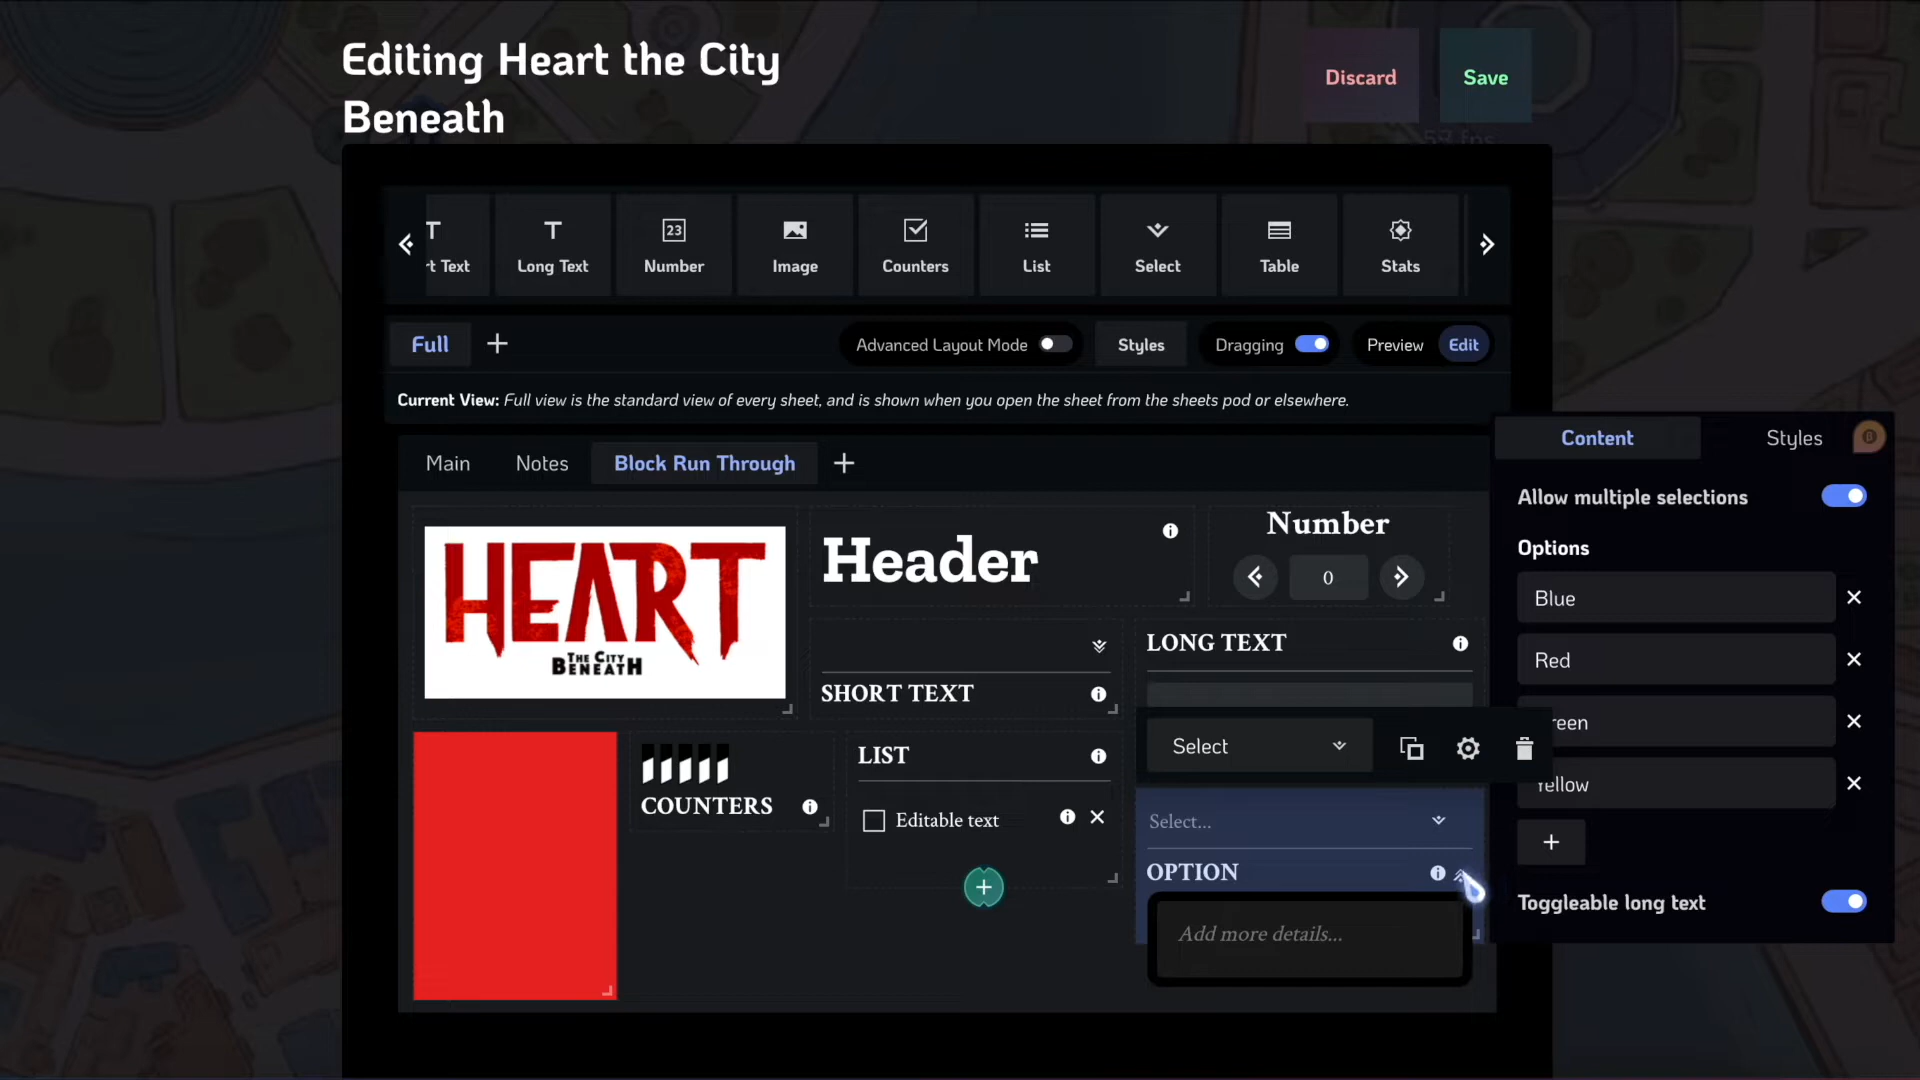 Editing Heart the City
Beneath
Discard
Save
fps
rt Text
Long Text
23
Number
Image
Counters
List
Select
Table
Stats
Full
Advanced Layout Mode
Styles
Dragging
Preview
Edit
Current View: Full view is the standard view of every sheet, and is shown when you open the sheet from the sheets pod or elsewhere.
Main
Notes
Block Run Through
HEART
THE CITY
BENEATH
Header
Number
0
SHORT TEXT
LONG TEXT
COUNTERS
LIST
Editable text
Select
Select...
OPTION
Add more details...
Content
Styles
B
Allow multiple selections
Options
Blue
Red
reen
Yellow
Toggleable long text